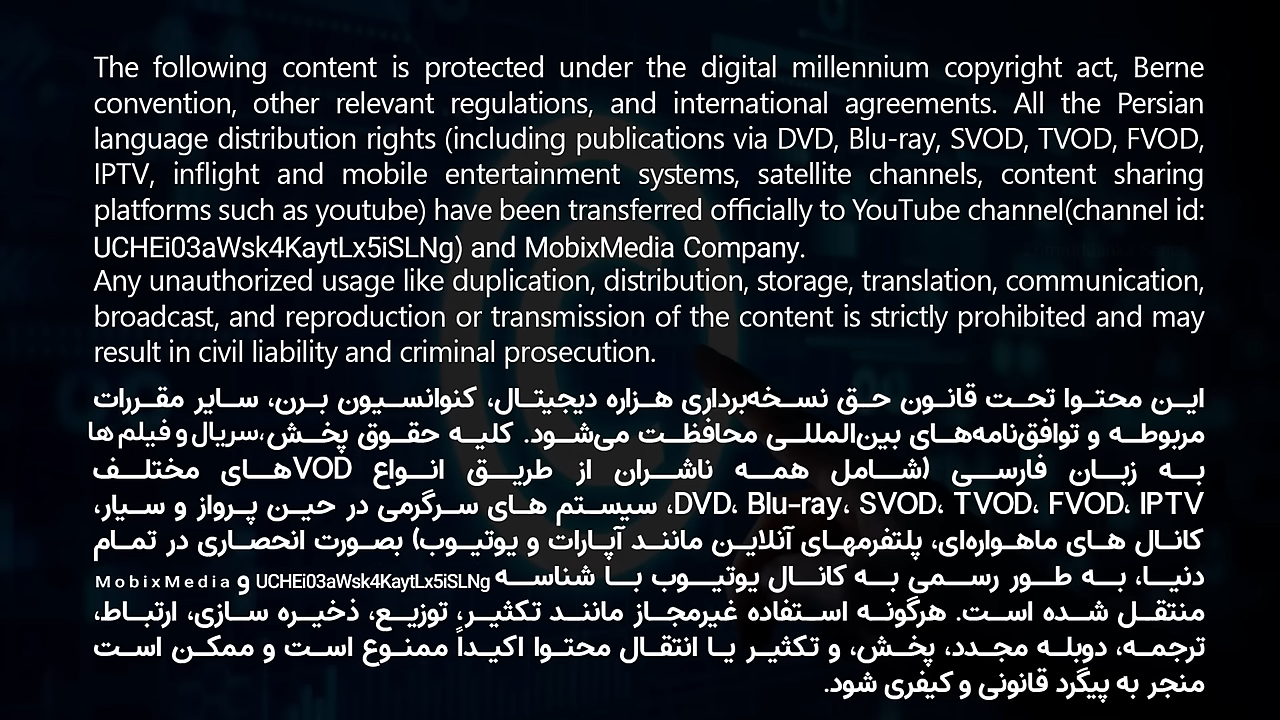 The following content is protected under the digital millennium copyright act, Berne
convention, other relevant regulations, and international agreements. All the Persian
language distribution rights (including publications via DVD, Blu-ray, SVOD, TVOD, FVOD,
IPTV, inflight and mobile entertainment systems, satellite channels, content sharing
platforms such as youtube) have been transferred officially to YouTube channel(channel id:
UCHEi03aWsk4KaytLx5iSLNg) and MobixMedia Company.
Any unauthorized usage like duplication, distribution, storage, translation, communication,
broadcast, and reproduction or transmission of the content is strictly prohibited and may
result in civil liability and criminal prosecution.
این محتوا تحت قانون حق نسخه‌برداری هزاره دیجیتال، کنوانسیون برن، سایر مقررات
مربوطه و توافق‌نامه‌های بین‌المللی محافظت می‌شود. کلیه حقوق پخش،سریال و فیلم ها
به زبان فارسی (شامل همه ناشران از طریق انواع VODهای مختلف
DVD، Blu-ray، SVOD، TVOD، FVOD، IPTV، سیستم های سرگرمی در حین پرواز و سیار،
کانال های ماهواره‌ای، پلتفرمهای آنلاین مانند آپارات و یوتیوب) بصورت انحصاری در تمام
دنیا، به طور رسمی به کانال یوتیوب با شناسه UCHEi03aWsk4KaytLx5iSLNg و MobixMedia
منتقل شده است. هرگونه استفاده غیرمجاز مانند تکثیر، توزیع، ذخیره سازی، ارتباط،
ترجمه، دوبله مجدد، پخش، و تکثیر یا انتقال محتوا اکیداً ممنوع است و ممکن است
منجر به پیگرد قانونی و کیفری شود.